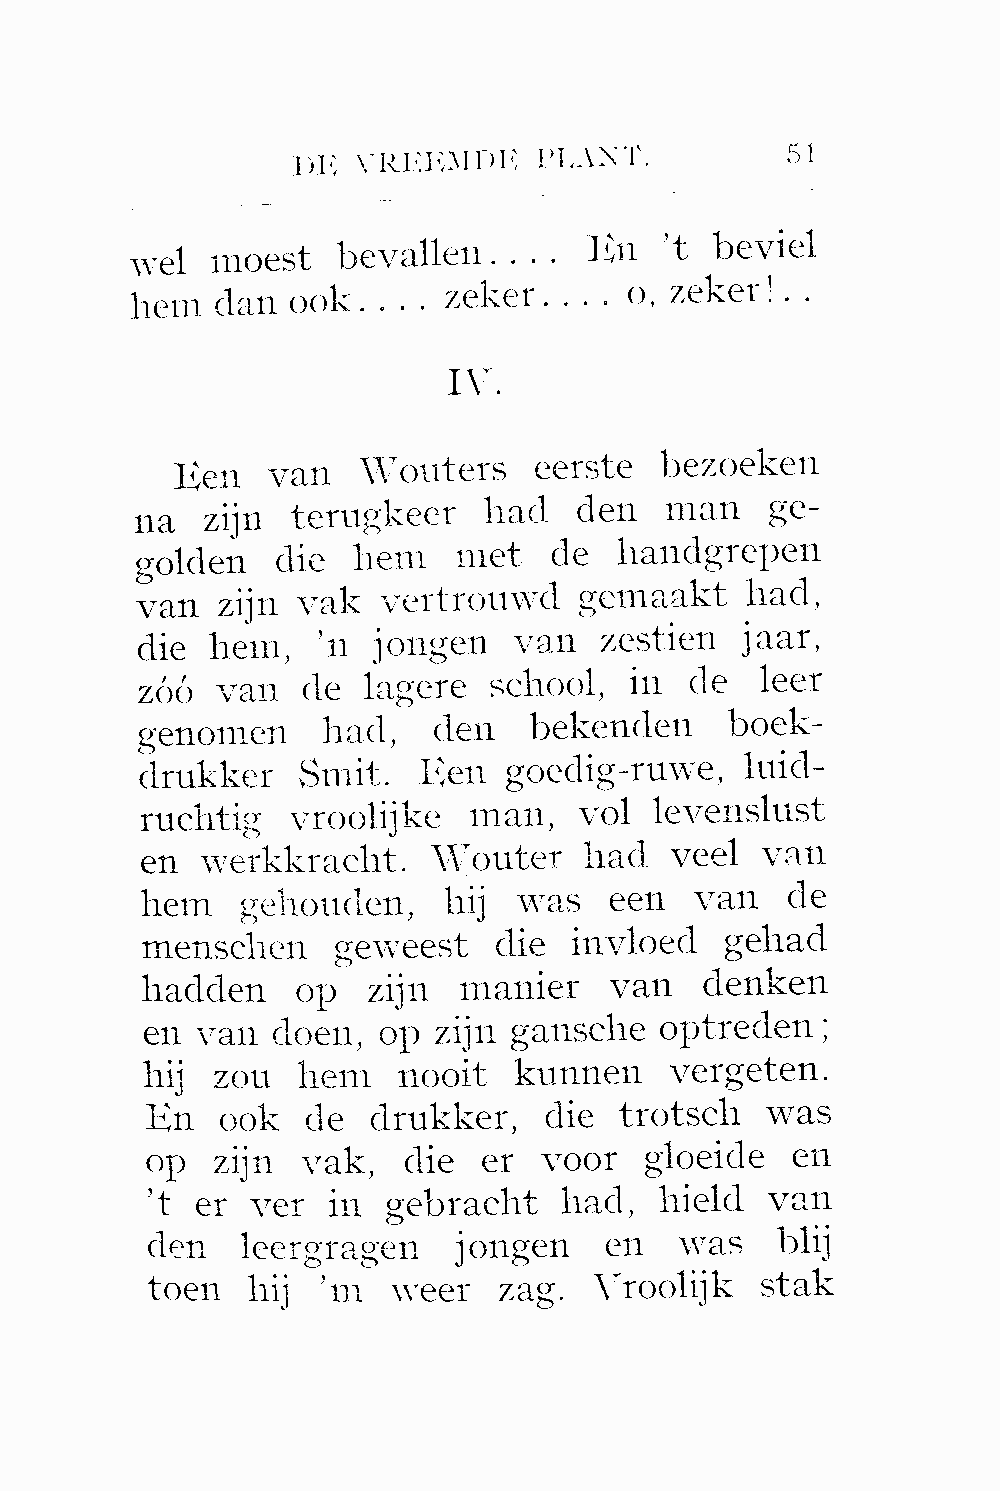 DE VREEMDE PLANT. 51
wel moest bevallen.... En 't beviel
hem dan ook.... zeker.... o, zeker!..
IV.
Een van Wouters eerste bezoeken
na zijn terugkeer had den man ge-
golden die hem met de handgrepen
van zijn vak vertrouwd gemaakt had,
die hem, 'n jongen van zestien jaar,
zóó van de lagere school, in de leer
genomen had, den bekenden boek-
drukker Smit. Een goedig-ruwe, luid-
ruchtig vroolijke man, vol levenslust
en werkkracht. Wouter had veel van
hem gehouden, hij was een van de
menschen geweest die invloed gehad
hadden op zijn manier van denken
en van doen, op zijn gansche optreden;
hij zou hem nooit kunnen vergeten.
En ook de drukker, die trotsch was
op zijn vak, die er voor gloeide en
't er ver in gebracht had, hield van
den leergragen jongen en was blij
toen hij 'm weer zag. Vroolijk stak